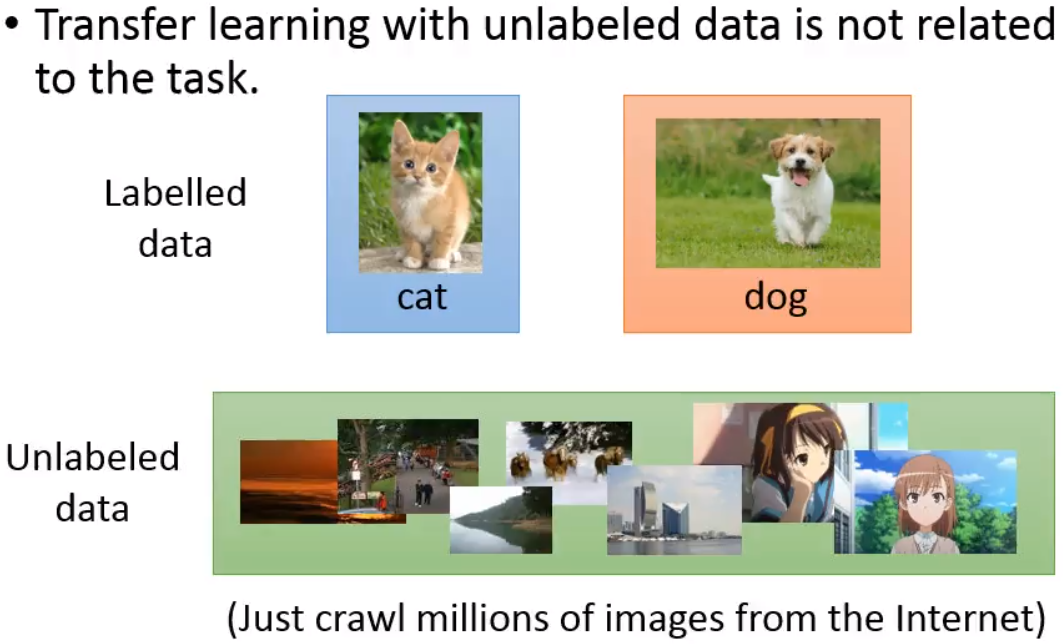 • Transfer learning with unlabeled data is not related
to the task.
Labelled
data
cat
dog
Unlabeled
data
(Just crawl millions of images from the Internet)